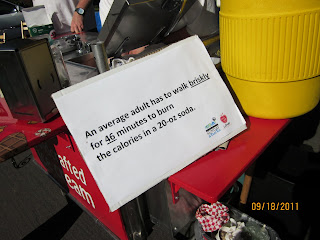 An average adult has to walk briskly
for 46 minutes to burn
the calories in a 20-oz soda.
09/18/2011